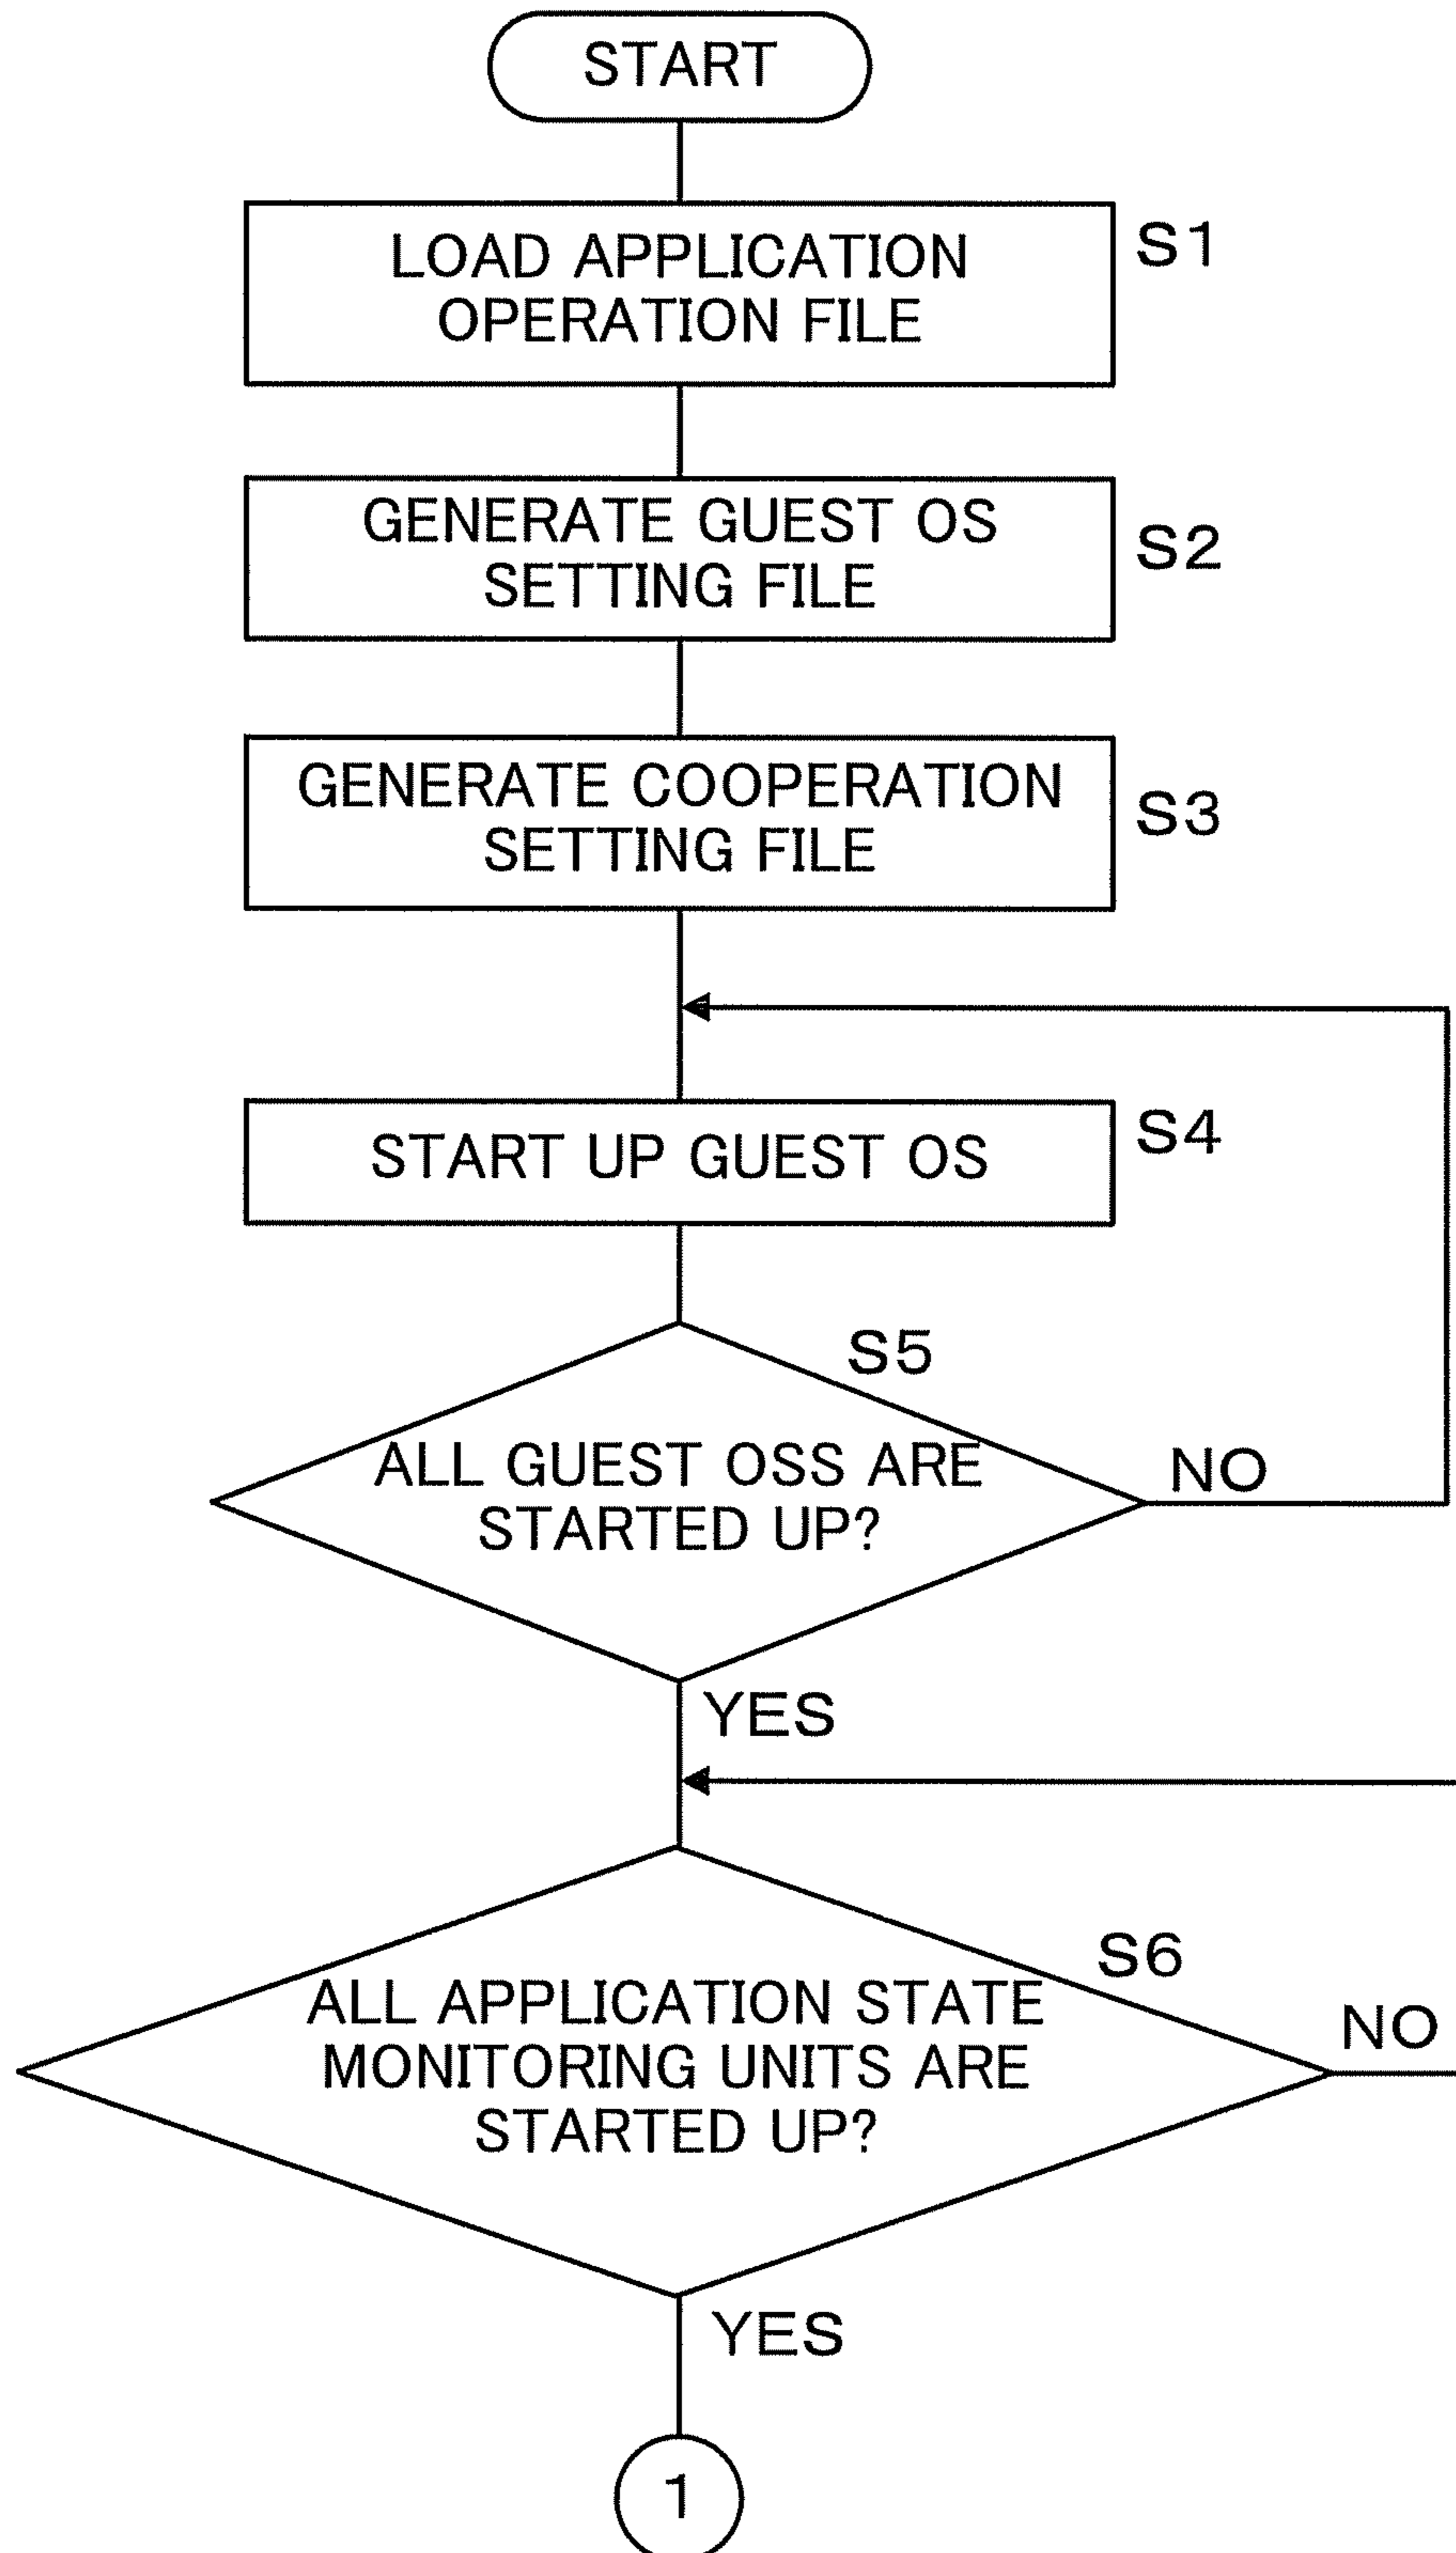 START
LOAD APPLICATION
OPERATION FILE
S1
GENERATE GUEST OS
SETTING FILE
S2
GENERATE COOPERATION
SETTING FILE
S3
START UP GUEST OS
S4
S5
ALL GUEST OSS ARE
STARTED UP?
NO
YES
S6
ALL APPLICATION STATE
MONITORING UNITS ARE
STARTED UP?
NO
YES
1